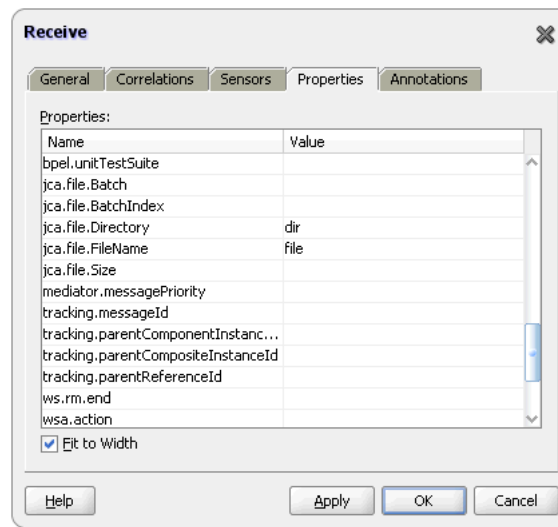 Receive
General Correlations Sensors Properties Annotations
Properties:
Name Value
bpel.unitTestSuite
jca.file.Batch
jca.file.BatchIndex
jca.file.Directory dir
jca.file.FileName file
jca.file.Size
mediator.messagePriority
tracking.messageId
tracking.parentComponentInstanc...
tracking.parentCompositeInstanceId
tracking.parentReferenceId
ws.rm.end
wsa.action
Fit to Width
Help Apply OK Cancel